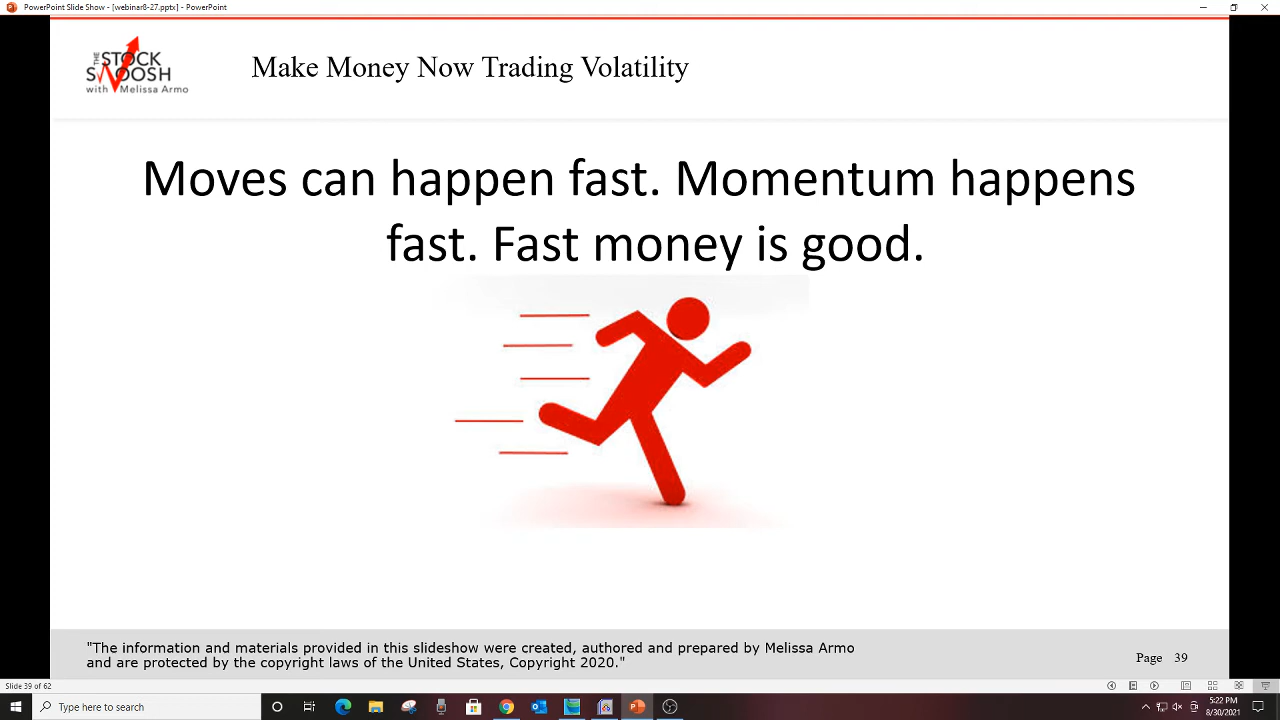 PowerPoint Slide Show - [webinar8-27.pptx] - PowerPoint
THE STOCK
SWOOSH
with Melissa Armo
Make Money Now Trading Volatility
Moves can happen fast. Momentum happens
fast. Fast money is good.
"The information and materials provided in this slideshow were created, authored and prepared by Melissa Armo
and are protected by the copyright laws of the United States, Copyright 2020."
Page 39
Slide 39 of 62
Type here to search
5:22 PM
8/30/2021